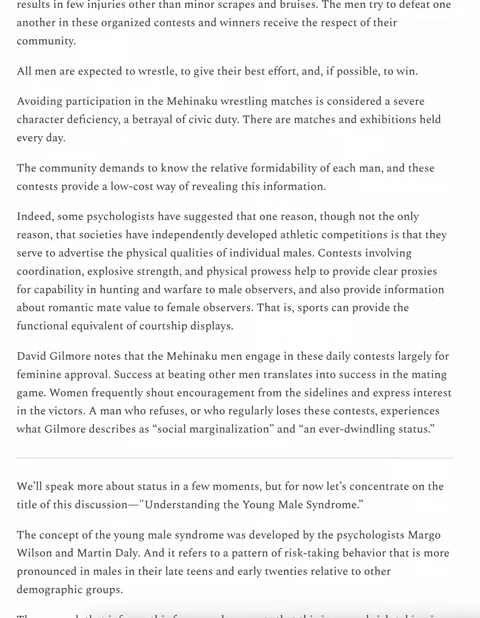 results in few injuries other than minor scrapes and bruises. The men try to defeat one
another in these organized contests and winners receive the respect of their
community.
All men are expected to wrestle, to give their best effort, and, if possible, to win.
Avoiding participation in the Mehinaku wrestling matches is considered a severe
character deficiency, a betrayal of civic duty. There are matches and exhibitions held
every day.
The community demands to know the relative formidability of each man, and these
contests provide a low-cost way of revealing this information.
Indeed, some psychologists have suggested that one reason, though not the only
reason, that societies have independently developed athletic competitions is that they
serve to advertise the physical qualities of individual males. Contests involving
coordination, explosive strength, and physical prowess help to provide clear proxies
for capability in hunting and warfare to male observers, and also provide information
about romantic mate value to female observers. That is, sports can provide the
functional equivalent of courtship displays.
David Gilmore notes that the Mehinaku men engage in these daily contests largely for
feminine approval. Success at beating other men translates into success in the mating
game. Women frequently shout encouragement from the sidelines and express interest
in the victors. A man who refuses, or who regularly loses these contests, experiences
what Gilmore describes as “social marginalization” and “an ever-dwindling status.”
We’ll speak more about status in a few moments, but for now let’s concentrate on the
title of this discussion—"Understanding the Young Male Syndrome.”
The concept of the young male syndrome was developed by the psychologists Margo
Wilson and Martin Daly. And it refers to a pattern of risk-taking behavior that is more
pronounced in males in their late teens and early twenties relative to other
demographic groups.